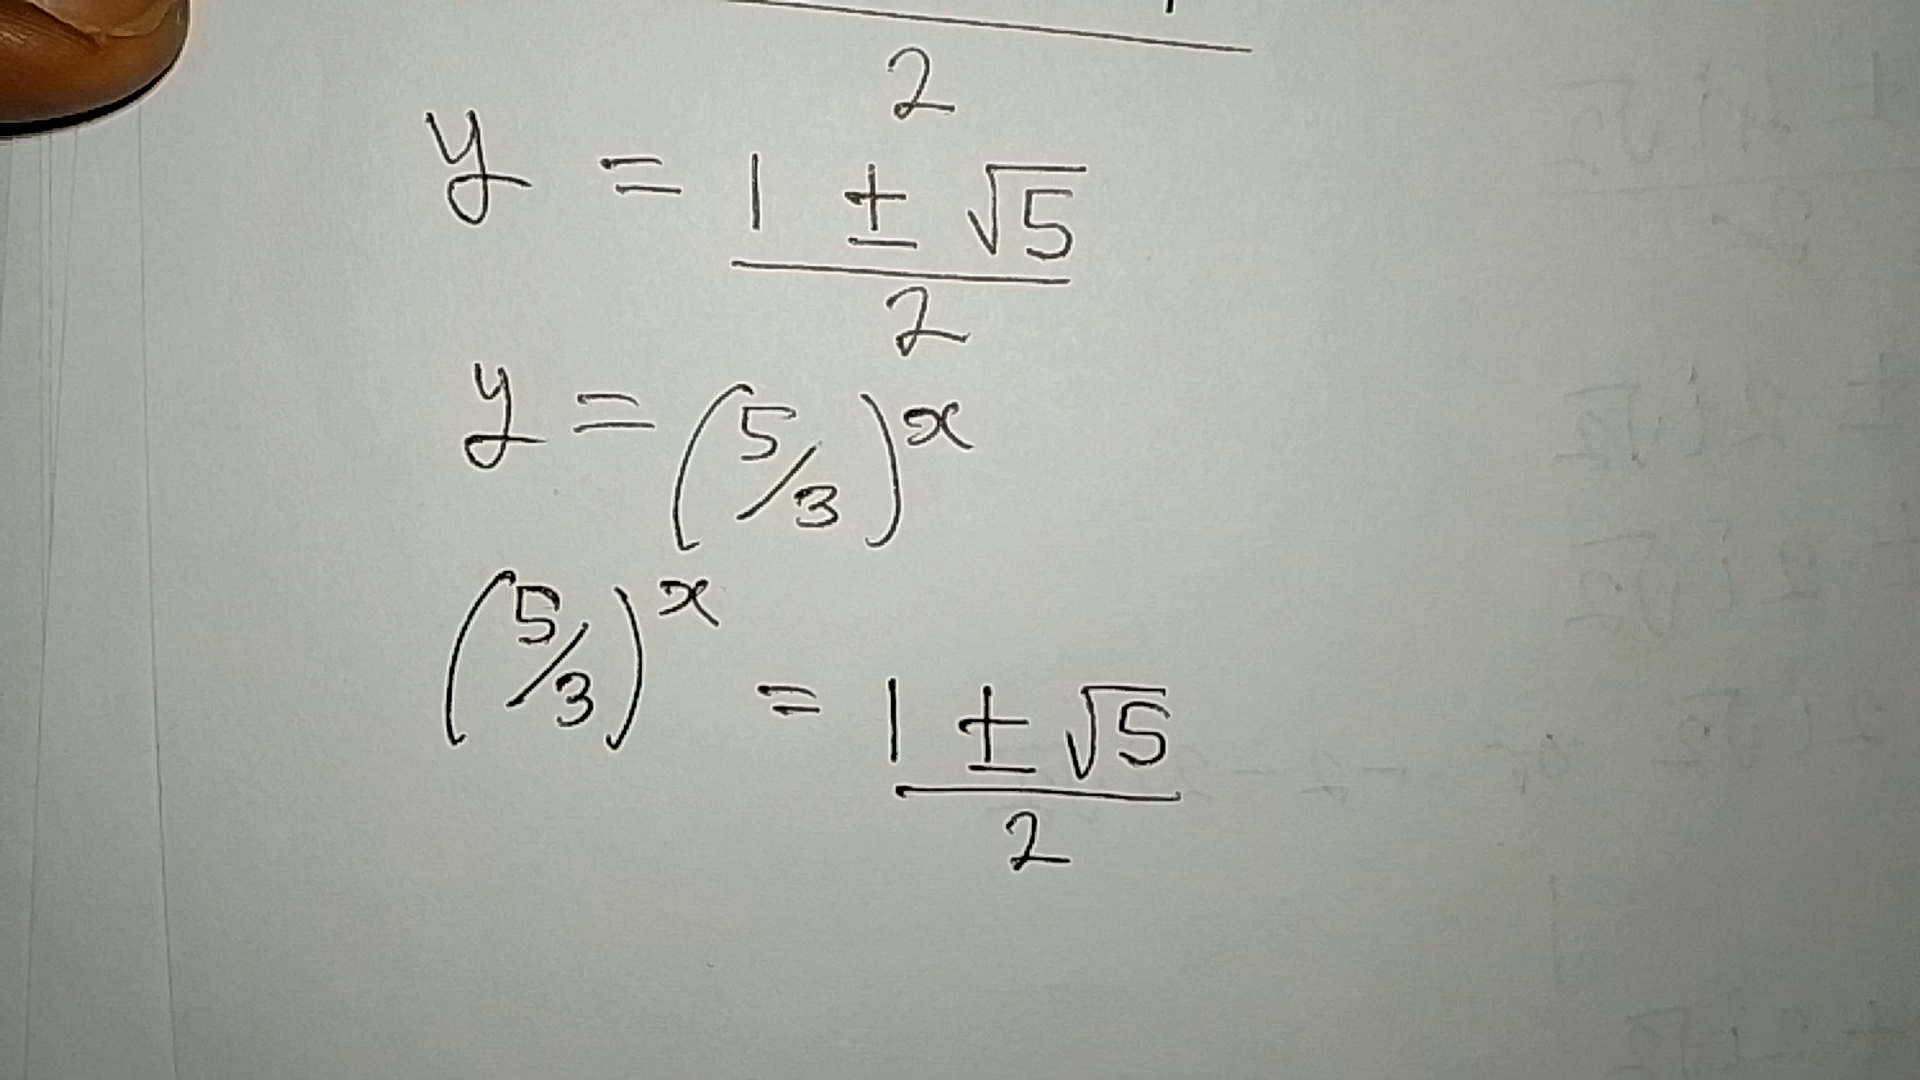 2
y = (1 ± √5)/2
y = (5/3)^x
(5/3)^x = (1 ± √5)/2